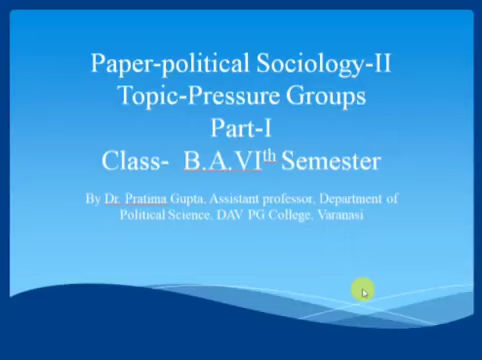 Paper-political Sociology-II
Topic-Pressure Groups
Part-I
Class- B.A.VIth Semester
By Dr. Pratima Gupta, Assistant professor, Department of
Political Science, DAV PG College, Varanasi